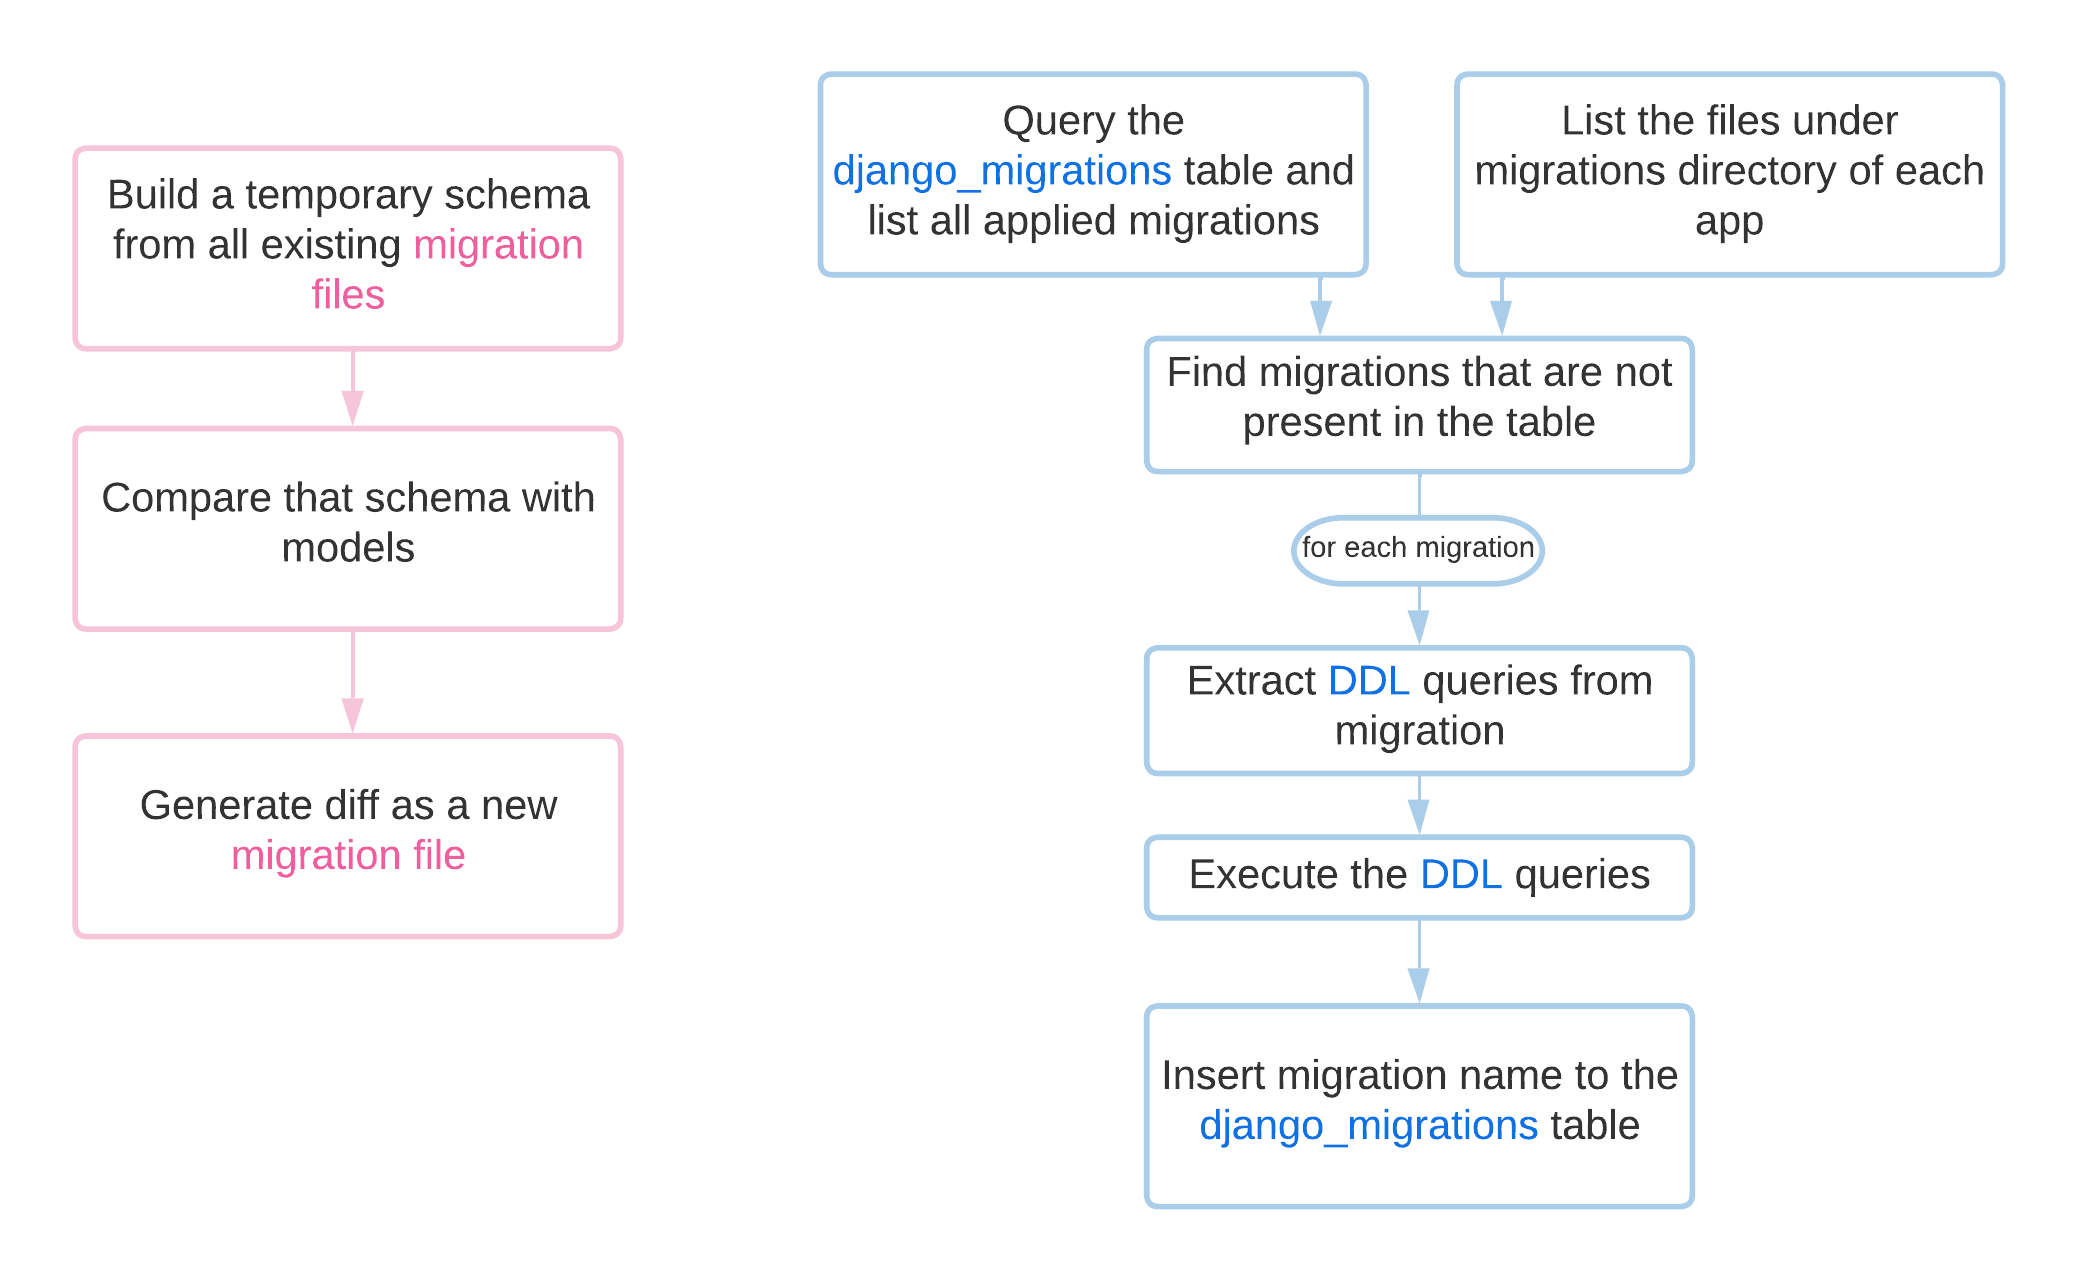 Build a temporary schema
from all existing migration
files
Compare that schema with
models
Generate diff as a new
migration file
Query the
django_migrations table and
list all applied migrations
List the files under
migrations directory of each
app
Find migrations that are not
present in the table
for each migration
Extract DDL queries from
migration
Execute the DDL queries
Insert migration name to the
django_migrations table